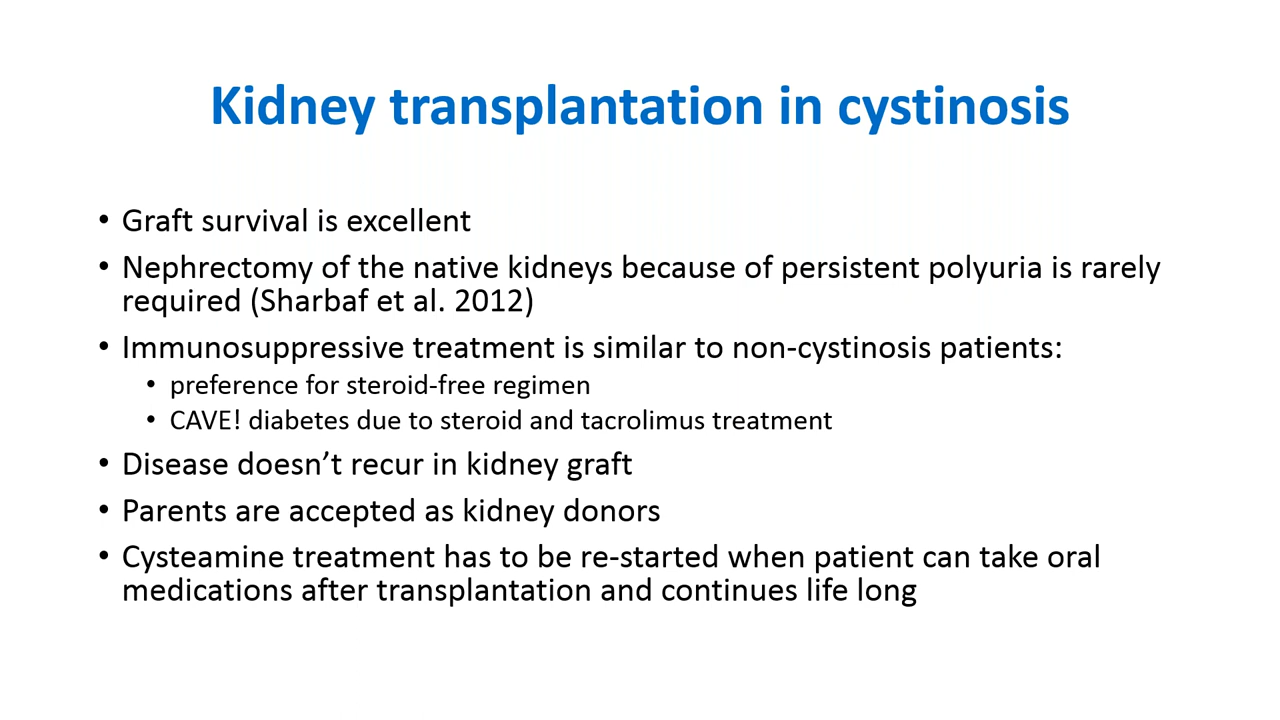 Kidney transplantation in cystinosis
• Graft survival is excellent
• Nephrectomy of the native kidneys because of persistent polyuria is rarely
required (Sharbaf et al. 2012)
• Immunosuppressive treatment is similar to non-cystinosis patients:
• preference for steroid-free regimen
• CAVE! diabetes due to steroid and tacrolimus treatment
• Disease doesn’t recur in kidney graft
• Parents are accepted as kidney donors
• Cysteamine treatment has to be re-started when patient can take oral
medications after transplantation and continues life long